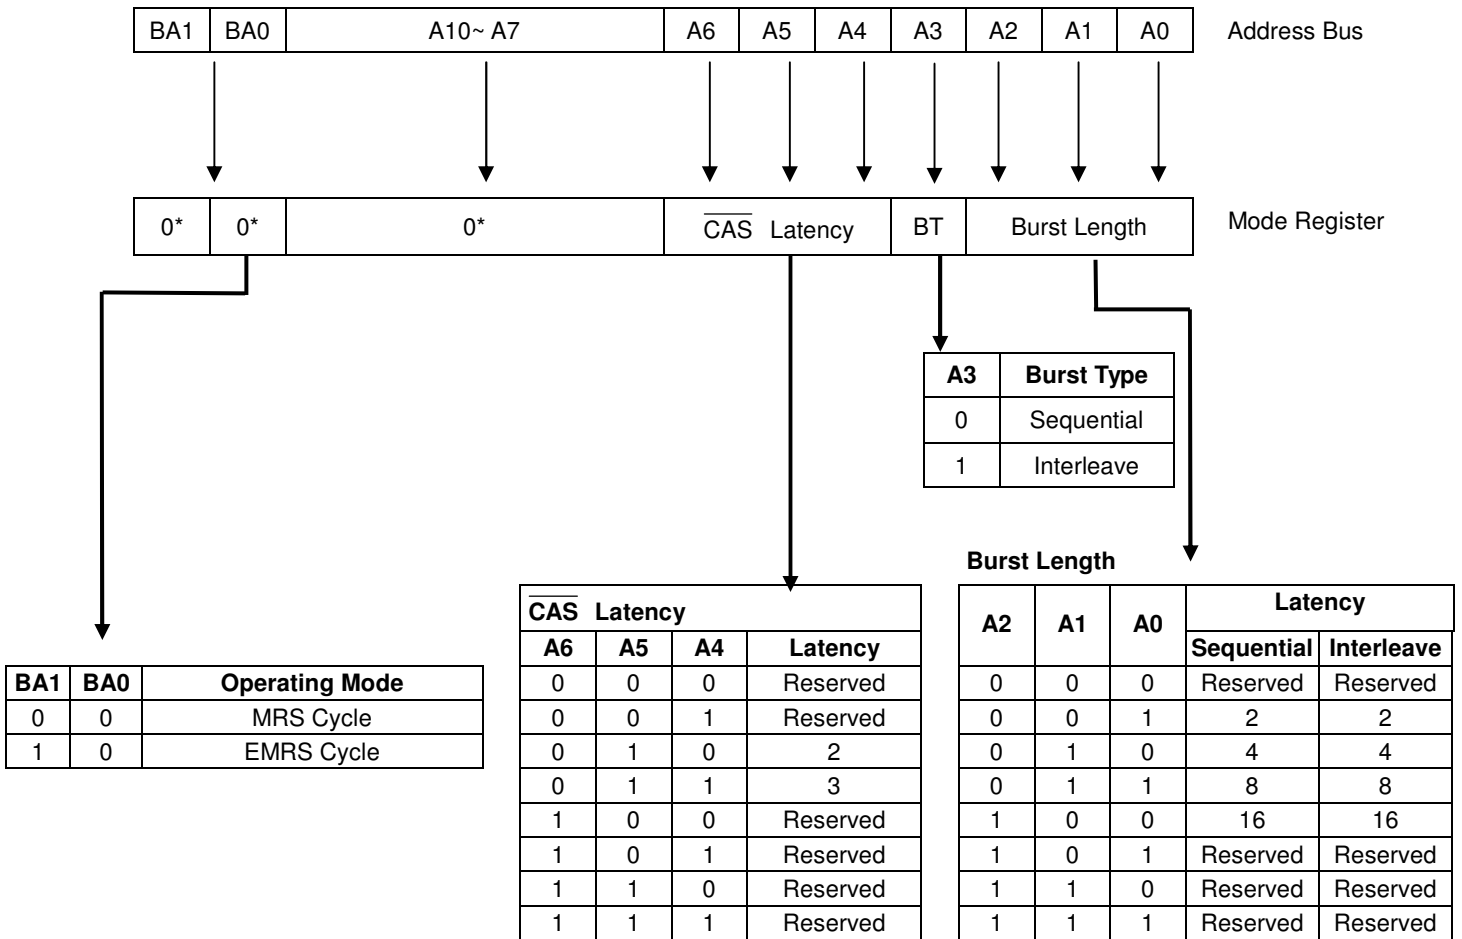 BA1 BA0 A10~ A7 A6 A5 A4 A3 A2 A1 A0 Address Bus
0* 0* 0* CAS Latency BT Burst Length Mode Register
A3 Burst Type
0 Sequential
1 Interleave
Burst Length
CAS Latency
A6 A5 A4 Latency
0 0 0 Reserved
0 0 1 Reserved
0 1 0 2
0 1 1 3
1 0 0 Reserved
1 0 1 Reserved
1 1 0 Reserved
1 1 1 Reserved
A2 A1 A0 Latency
Sequential Interleave
0 0 0 Reserved Reserved
0 0 1 2 2
0 1 0 4 4
0 1 1 8 8
1 0 0 16 16
1 0 1 Reserved Reserved
1 1 0 Reserved Reserved
1 1 1 Reserved Reserved
BA1 BA0 Operating Mode
0 0 MRS Cycle
1 0 EMRS Cycle